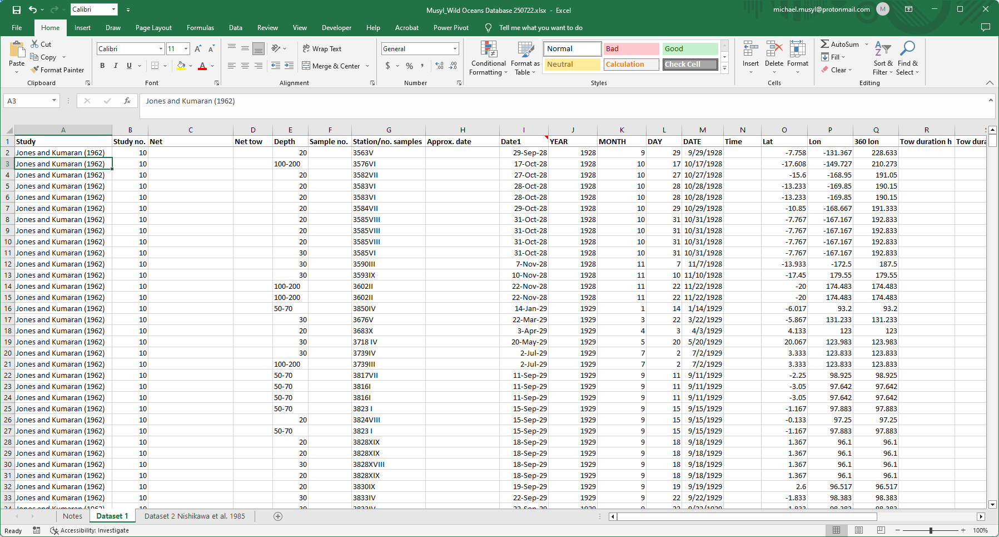 Calibri
Musyl_Wild Oceans Database 250722.xlsx - Excel
michael.musyl@protonmail.com M
File Home Insert Draw Page Layout Formulas Data Review View Developer Help Acrobat Power Pivot Tell me what you want to do
Paste
Cut
Copy
Format Painter
Clipboard
Calibri 11
B I U
Font
Wrap Text
Merge & Center
Alignment
General
$ % ,
Number
Conditional Formatting
Format as Table
Normal Bad Good
Neutral Calculation Check Cell
Styles
Insert Delete Format
Cells
AutoSum
Fill
Clear
Sort & Filter
Find & Select
Editing
A3 fx Jones and Kumaran (1962)
A B C D E F G H I J K L M N O P Q R
1 Study Study no. Net Net tow Depth Sample no. Station/no. samples Approx. date Date1 YEAR MONTH DAY DATE Time Lat Lon 360 lon Tow duration h Tow dura
2 Jones and Kumaran (1962) 10 20 3563V 29-Sep-28 1928 9 29 9/29/1928 -7.758 -131.367 228.633
3 Jones and Kumaran (1962) 10 100-200 3576VI 17-Oct-28 1928 10 17 10/17/1928 -17.608 -149.727 210.273
4 Jones and Kumaran (1962) 10 20 3582VII 27-Oct-28 1928 10 27 10/27/1928 -15.6 -168.95 191.05
5 Jones and Kumaran (1962) 10 20 3583VI 28-Oct-28 1928 10 28 10/28/1928 -13.233 -169.85 190.15
6 Jones and Kumaran (1962) 10 20 3583VI 28-Oct-28 1928 10 28 10/28/1928 -13.233 -169.85 190.15
7 Jones and Kumaran (1962) 10 20 3584VII 29-Oct-28 1928 10 29 10/29/1928 -10.85 -168.667 191.333
8 Jones and Kumaran (1962) 10 20 3585VIII 31-Oct-28 1928 10 31 10/31/1928 -7.767 -167.167 192.833
9 Jones and Kumaran (1962) 10 20 3585VIII 31-Oct-28 1928 10 31 10/31/1928 -7.767 -167.167 192.833
10 Jones and Kumaran (1962) 10 20 3585VIII 31-Oct-28 1928 10 31 10/31/1928 -7.767 -167.167 192.833
11 Jones and Kumaran (1962) 10 30 3585VI 31-Oct-28 1928 10 31 10/31/1928 -7.767 -167.167 192.833
12 Jones and Kumaran (1962) 10 30 3590III 7-Nov-28 1928 11 7 11/7/1928 -13.933 -172.5 187.5
13 Jones and Kumaran (1962) 10 30 3593IX 10-Nov-28 1928 11 10 11/10/1928 -17.45 179.55 179.55
14 Jones and Kumaran (1962) 10 100-200 3602II 22-Nov-28 1928 11 22 11/22/1928 -20 174.483 174.483
15 Jones and Kumaran (1962) 10 100-200 3602II 22-Nov-28 1928 11 22 11/22/1928 -20 174.483 174.483
16 Jones and Kumaran (1962) 10 50-70 3850IV 14-Jan-29 1929 1 14 1/14/1929 -6.017 93.2 93.2
17 Jones and Kumaran (1962) 10 30 3676V 22-Mar-29 1929 3 22 3/22/1929 -5.867 131.233 131.233
18 Jones and Kumaran (1962) 10 20 3683X 3-Apr-29 1929 4 3 4/3/1929 4.133 123 123
19 Jones and Kumaran (1962) 10 30 3718 IV 20-May-29 1929 5 20 5/20/1929 20.067 123.983 123.983
20 Jones and Kumaran (1962) 10 30 3739IV 2-Jul-29 1929 7 2 7/2/1929 3.333 123.833 123.833
21 Jones and Kumaran (1962) 10 100-200 3739III 2-Jul-29 1929 7 2 7/2/1929 3.333 123.833 123.833
22 Jones and Kumaran (1962) 10 50-70 3817VII 11-Sep-29 1929 9 11 9/11/1929 -2.25 98.925 98.925
23 Jones and Kumaran (1962) 10 50-70 3816I 11-Sep-29 1929 9 11 9/11/1929 -3.05 97.642 97.642
24 Jones and Kumaran (1962) 10 50-70 3816I 11-Sep-29 1929 9 11 9/11/1929 -3.05 97.642 97.642
25 Jones and Kumaran (1962) 10 50-70 3823 I 15-Sep-29 1929 9 15 9/15/1929 -1.167 97.883 97.883
26 Jones and Kumaran (1962) 10 20 3824VIII 15-Sep-29 1929 9 15 9/15/1929 -0.133 97.25 97.25
27 Jones and Kumaran (1962) 10 50-70 3823 I 15-Sep-29 1929 9 15 9/15/1929 -1.167 97.883 97.883
28 Jones and Kumaran (1962) 10 20 3828XIX 18-Sep-29 1929 9 18 9/18/1929 1.367 96.1 96.1
29 Jones and Kumaran (1962) 10 20 3828XIX 18-Sep-29 1929 9 18 9/18/1929 1.367 96.1 96.1
30 Jones and Kumaran (1962) 10 30 3828XVIII 18-Sep-29 1929 9 18 9/18/1929 1.367 96.1 96.1
31 Jones and Kumaran (1962) 10 20 3828XIX 18-Sep-29 1929 9 18 9/18/1929 1.367 96.1 96.1
32 Jones and Kumaran (1962) 10 20 3830IX 19-Sep-29 1929 9 19 9/19/1929 2.6 96.517 96.517
33 Jones and Kumaran (1962) 10 30 3833IV 22-Sep-29 1929 9 22 9/22/1929 -1.833 98.383 98.383
Notes Dataset 1 Dataset 2 Nishikawa et al. 1985
Ready Accessibility: Investigate 100%